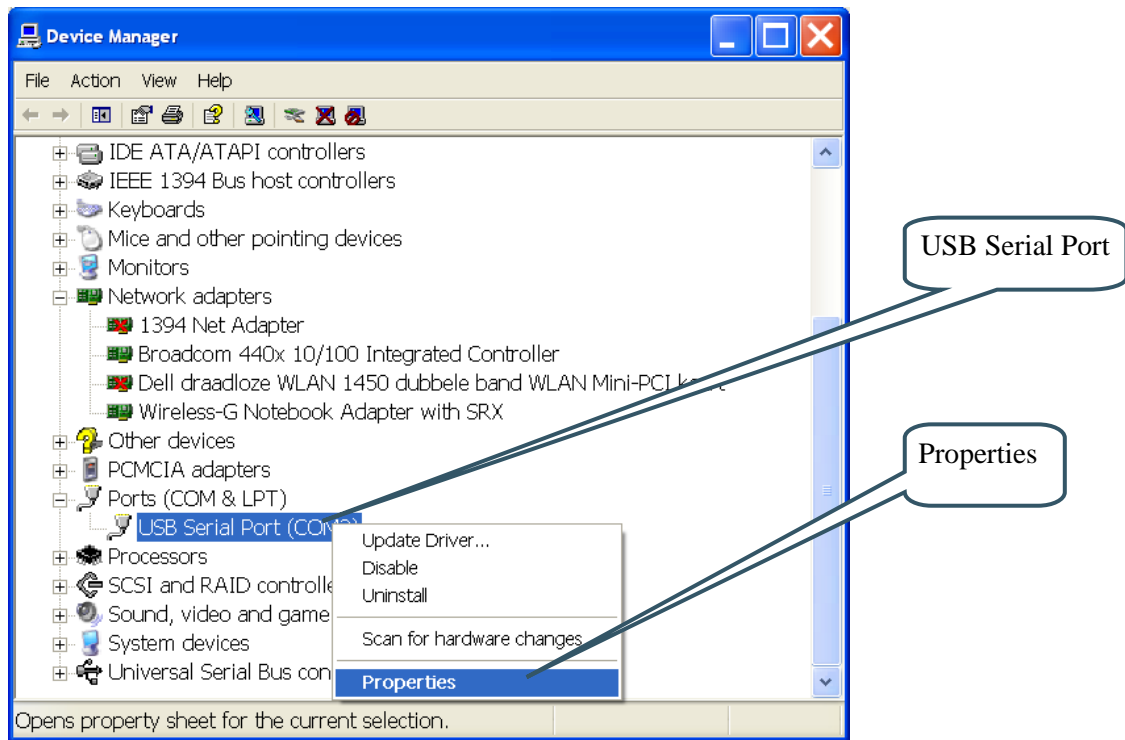 Device Manager
File Action View Help
IDE ATA/ATAPI controllers
IEEE 1394 Bus host controllers
Keyboards
Mice and other pointing devices
Monitors
Network adapters
1394 Net Adapter
Broadcom 440x 10/100 Integrated Controller
Dell draadloze WLAN 1450 dubbele band WLAN Mini-PCI
Wireless-G Notebook Adapter with SRX
Other devices
PCMCIA adapters
Ports (COM & LPT)
USB Serial Port
Processors
SCSI and RAID controlle
Sound, video and game
System devices
Universal Serial Bus con
Update Driver...
Disable
Uninstall
Scan for hardware changes
Properties
Opens property sheet for the current selection.
USB Serial Port
Properties